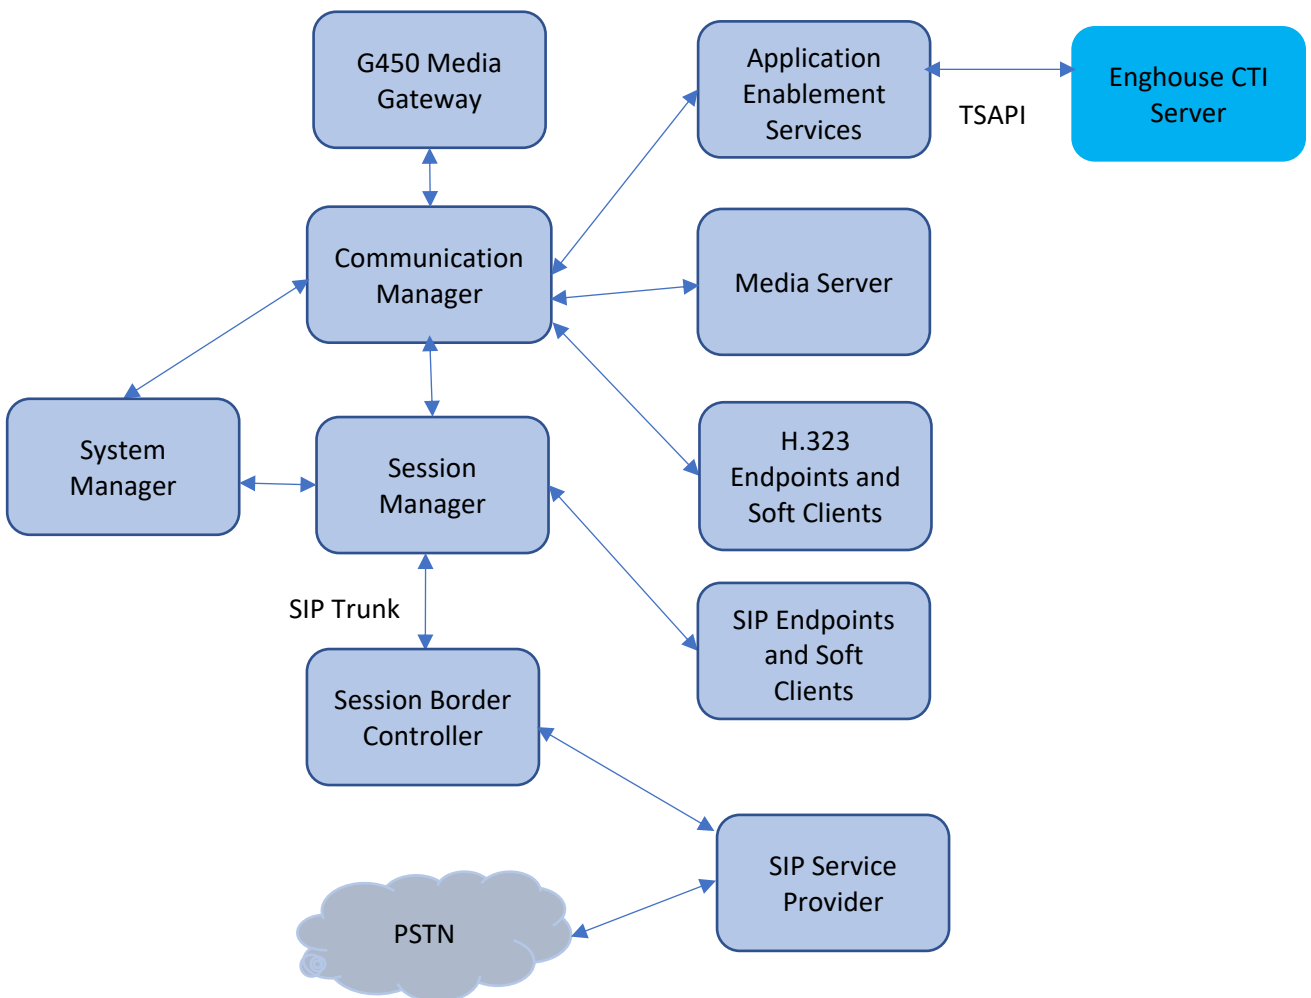 G450 Media
Gateway
Application
Enablement
Services
TSAPI
Enghouse CTI
Server
Communication
Manager
Media Server
System
Manager
Session
Manager
H.323
Endpoints and
Soft Clients
SIP Trunk
SIP Endpoints
and Soft
Clients
Session Border
Controller
SIP Service
Provider
PSTN